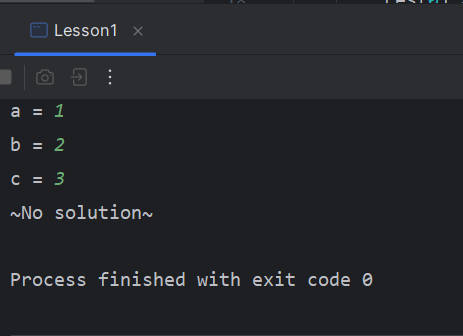 Lesson1
a = 1
b = 2
c = 3
~No solution~
Process finished with exit code 0